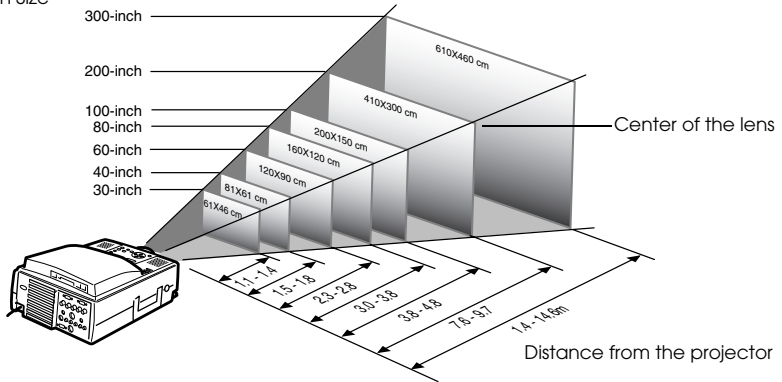 300-inch
200-inch
100-inch
80-inch
60-inch
40-inch
30-inch
610X460 cm
410X300 cm
200X150 cm
160X120 cm
120X90 cm
81X61 cm
61X46 cm
Center of the lens
1.1 - 1.4
1.5 - 1.8
2.3 - 2.8
3.0 - 3.8
3.8 - 4.8
7.6 - 9.7
1.4 - 14.6m
Distance from the projector